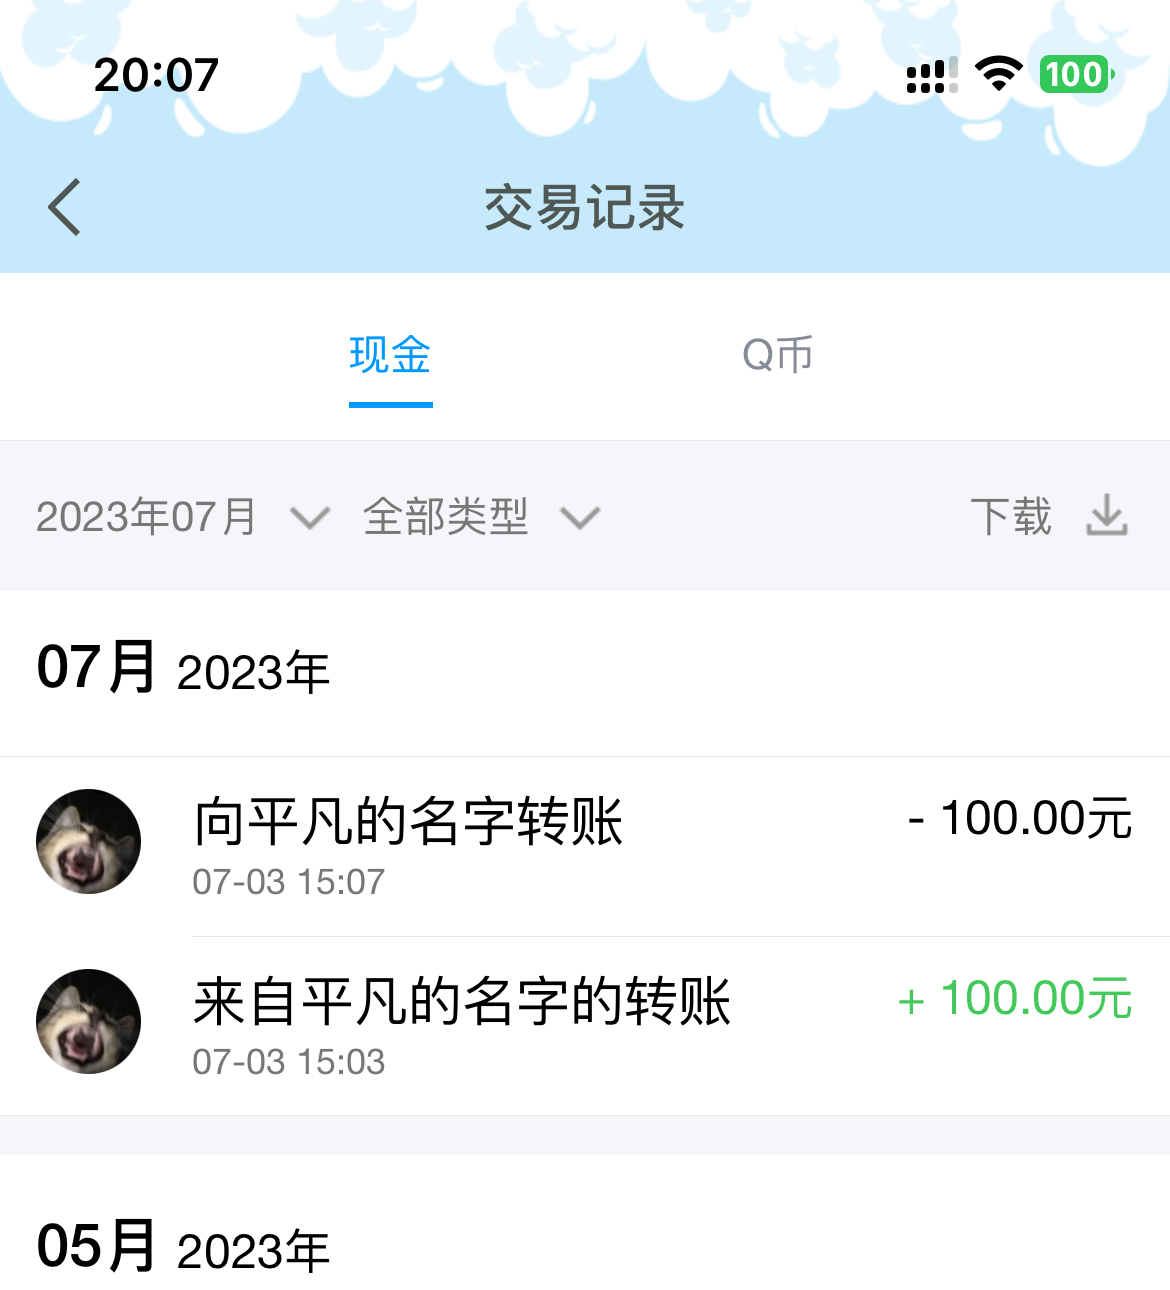 20:07
100
交易记录
现金
Q币
2023年07月
全部类型
下载
07月 2023年
向平凡的名字转账
- 100.00元
07-03 15:07
来自平凡的名字的转账
+ 100.00元
07-03 15:03
05月 2023年